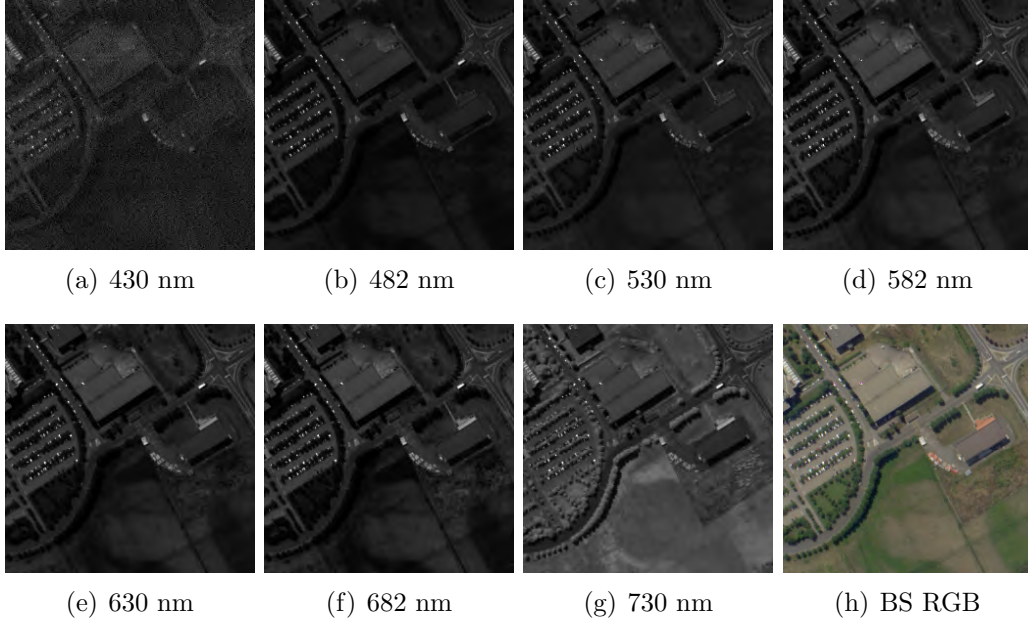 (a) 430 nm
(b) 482 nm
(c) 530 nm
(d) 582 nm
(e) 630 nm
(f) 682 nm
(g) 730 nm
(h) BS RGB